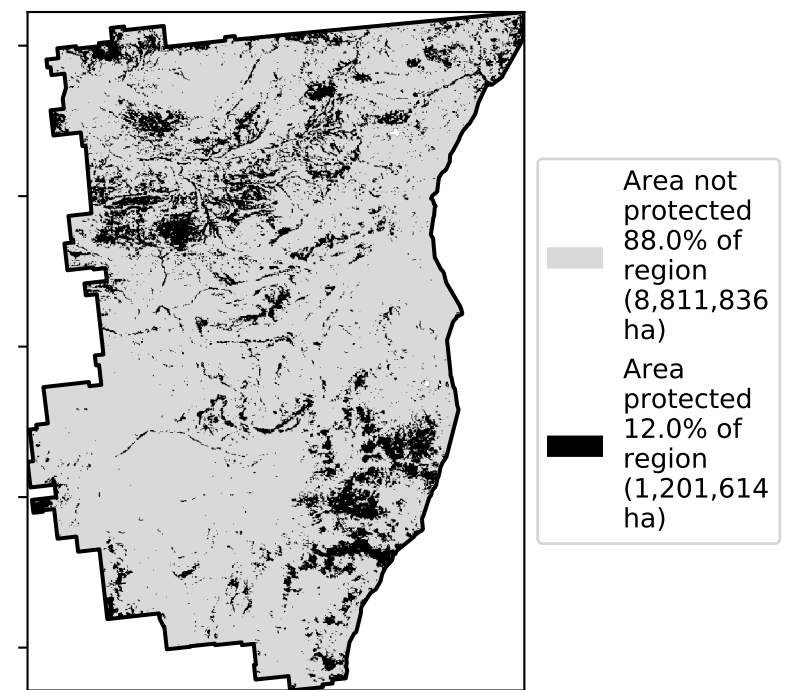 Area not
protected
88.0% of
region
(8,811,836
ha)
Area
protected
12.0% of
region
(1,201,614
ha)